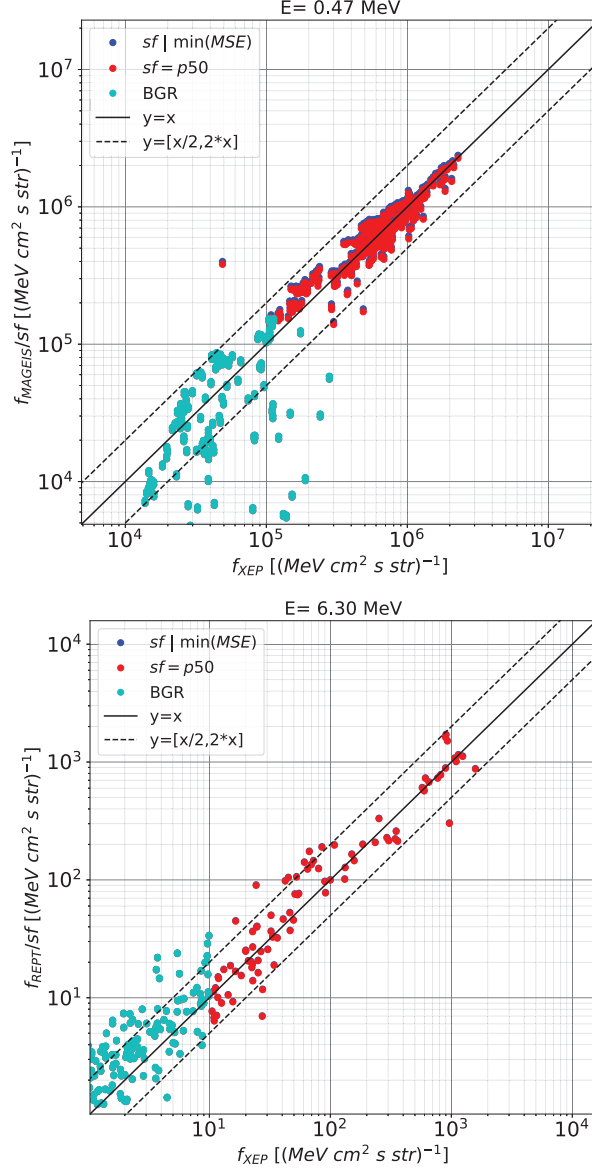 E= 0.47 MeV
sf | min(MSE)
sf = p50
BGR
y=x
y=[x/2,2*x]
10^7
10^6
10^5
10^4
f_MAGEIS/sf [(MeV cm^2 s str)^−1]
10^4 10^5 10^6 10^7
f_XEP [(MeV cm^2 s str)^−1]
E= 6.30 MeV
sf | min(MSE)
sf = p50
BGR
y=x
y=[x/2,2*x]
10^4
10^3
10^2
10^1
f_REPT/sf [(MeV cm^2 s str)^−1]
10^1 10^2 10^3 10^4
f_XEP [(MeV cm^2 s str)^−1]